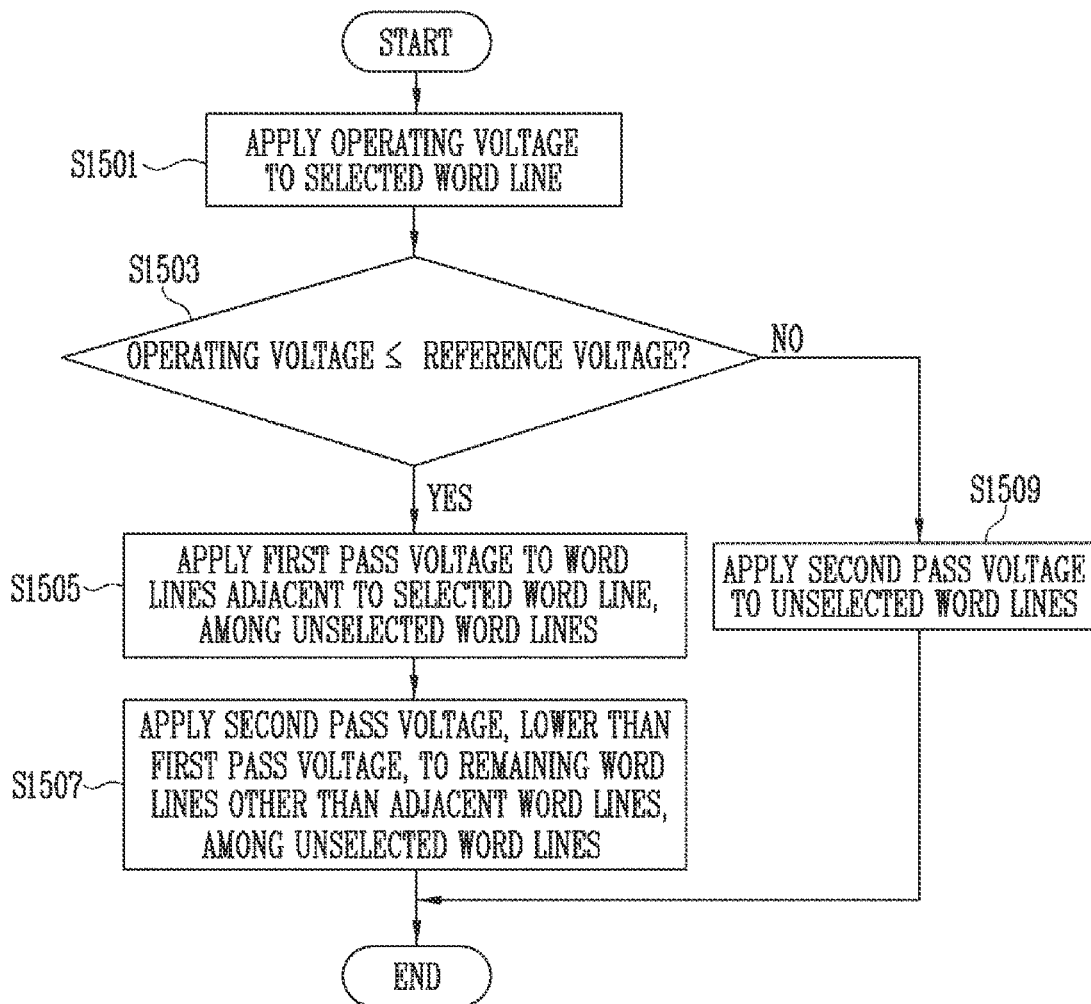 START
S1501
APPLY OPERATING VOLTAGE
TO SELECTED WORD LINE
S1503
OPERATING VOLTAGE ≤ REFERENCE VOLTAGE?
NO
YES
S1505
APPLY FIRST PASS VOLTAGE TO WORD
LINES ADJACENT TO SELECTED WORD LINE,
AMONG UNSELECTED WORD LINES
S1509
APPLY SECOND PASS VOLTAGE
TO UNSELECTED WORD LINES
S1507
APPLY SECOND PASS VOLTAGE, LOWER THAN
FIRST PASS VOLTAGE, TO REMAINING WORD
LINES OTHER THAN ADJACENT WORD LINES,
AMONG UNSELECTED WORD LINES
END